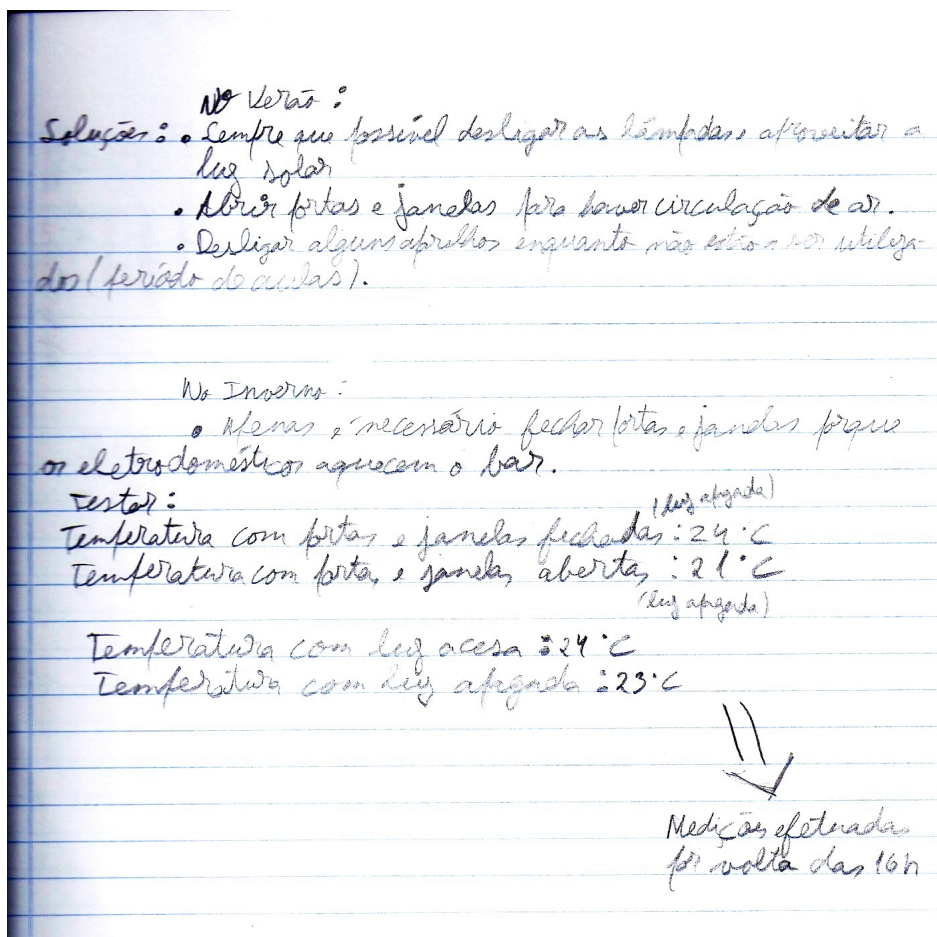 No Verão :
Soluções : • Sempre que possível desligar as lâmpadas e aproveitar a
luz solar
• Abrir portas e janelas para haver circulação de ar.
• Desligar alguns aprelhos enquanto não estão a ser utiliza-
dos (período de aulas).
No Inverno :
• Apenas é necessário fechar portas e janelas porque
os eletrodomésticos aquecem o bar.
Testar :
(luz apagada)
Temperatura com portas e janelas fechadas : 24 °C
Temperatura com portas e janelas abertas : 21 °C
(luz apagada)
Temperatura com luz acesa : 24 °C
Temperatura com luz apagada : 23 °C
Medições efetuadas
por volta das 16h